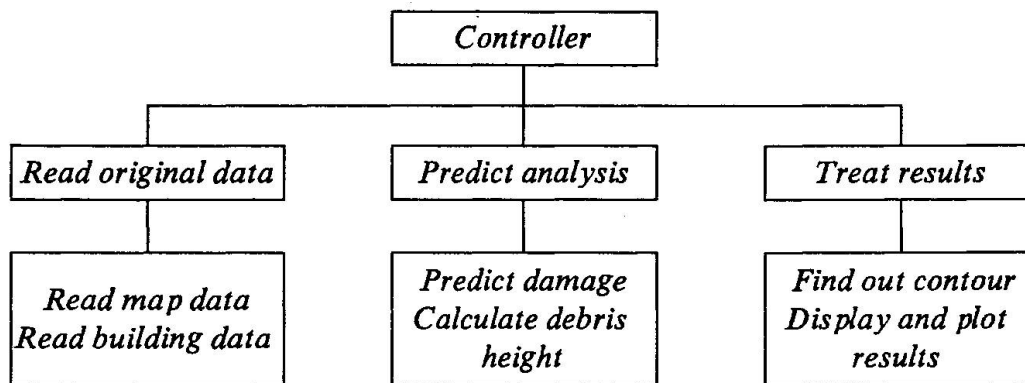 Controller
Read original data
Predict analysis
Treat results
Read map data
Read building data
Predict damage
Calculate debris
height
Find out contour
Display and plot
results